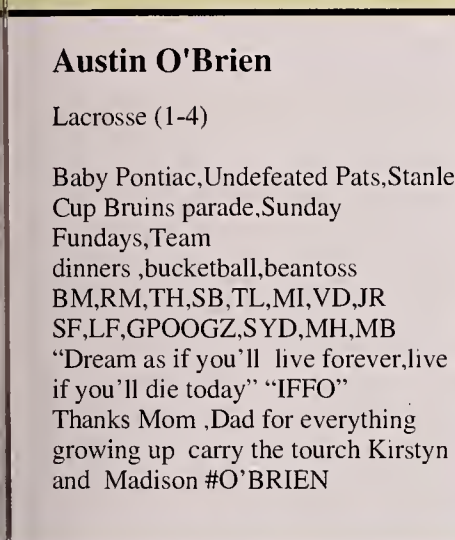 Austin O'Brien
Lacrosse (1-4)
Baby Pontiac,Undefeated Pats,Stanle
Cup Bruins parade,Sunday
Fundays,Team
dinners ,bucketball,beantoss
BM,RM,TH,SB,TL,MI,VD,JR
SF,LF,GPOOGZ,SYD,MH,MB
“Dream as if you’ll live forever,live
if you’ll die today” “IFFO”
Thanks Mom ,Dad for everything
growing up carry the tourch Kirstyn
and Madison #O’BRIEN